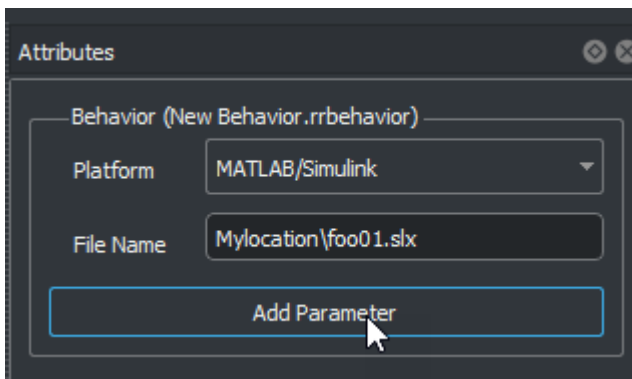 Attributes
Behavior (New Behavior.rrbehavior)
Platform MATLAB/Simulink
File Name Mylocation\foo01.slx
Add Parameter